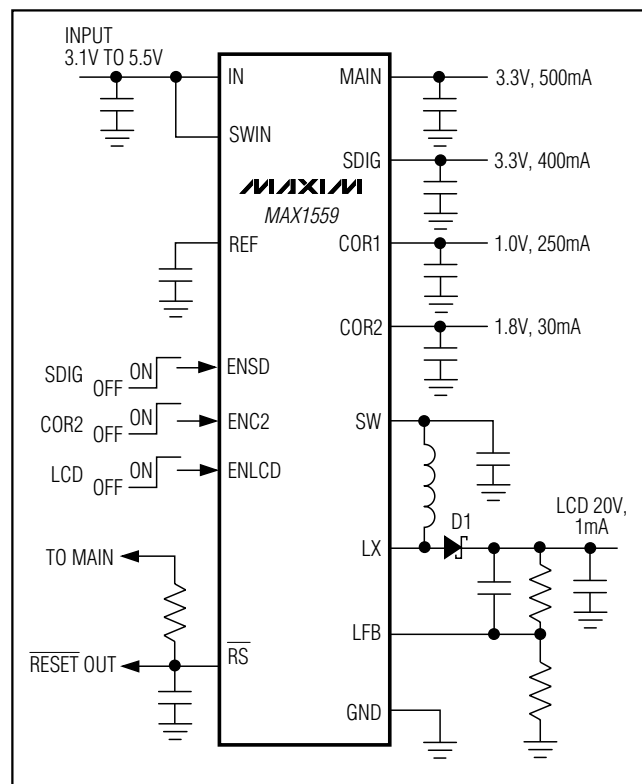 INPUT
3.1V TO 5.5V
IN
SWIN
REF
SDIG
ON
OFF
ENSD
COR2
ON
OFF
ENC2
LCD
ON
OFF
ENLCD
TO MAIN
RESET OUT
RS
MAXIM
MAX1559
MAIN
3.3V, 500mA
SDIG
3.3V, 400mA
COR1
1.0V, 250mA
COR2
1.8V, 30mA
SW
LX
D1
LCD 20V,
1mA
LFB
GND